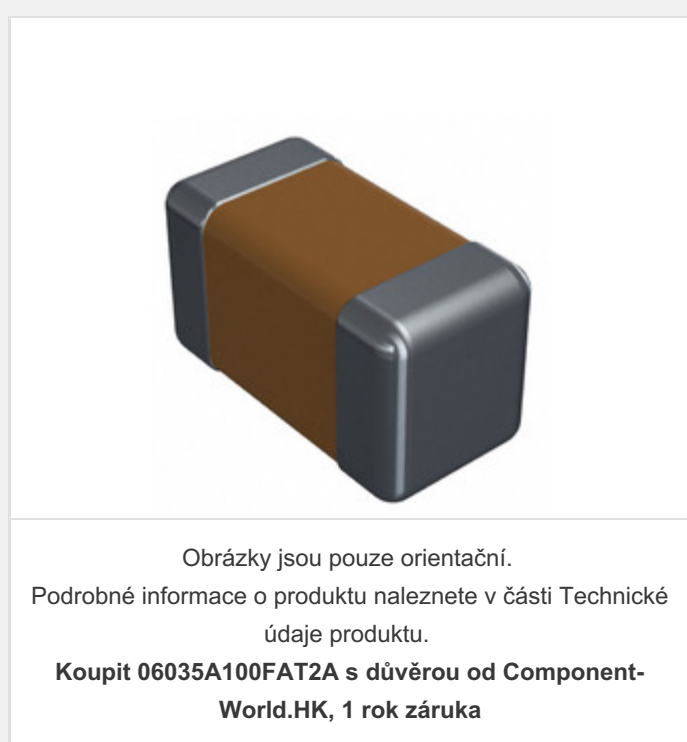 Obrázky jsou pouze orientační.
Podrobné informace o produktu naleznete v části Technické
údaje produktu.
Koupit 06035A100FAT2A s důvěrou od Component-
World.HK, 1 rok záruka